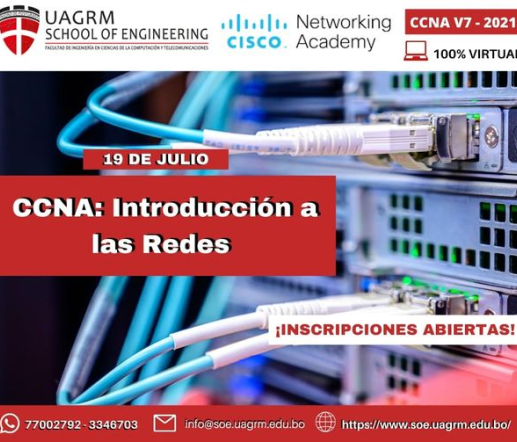 UAGRM
SCHOOL OF ENGINEERING
FACULTAD DE INGENIERÍA EN CIENCIAS DE LA COMPUTACIÓN Y TELECOMUNICACIONES
CISCO
Networking
Academy
CCNA V7 - 2021
100% VIRTUAL
19 DE JULIO
CCNA: Introducción a
las Redes
¡INSCRIPCIONES ABIERTAS!
77002792 - 3346703
info@soe.uagrm.edu.bo
https://www.soe.uagrm.edu.bo/